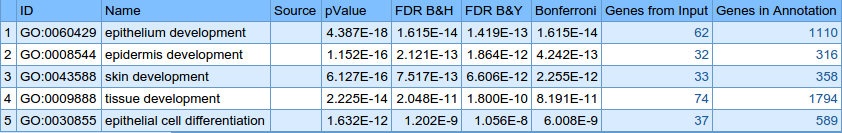 ID Name Source pValue FDR B&H FDR B&Y Bonferroni Genes from Input Genes in Annotation
1 GO:0060429 epithelium development 4.387E-18 1.615E-14 1.419E-13 1.615E-14 62 1110
2 GO:0008544 epidermis development 1.152E-16 2.121E-13 1.864E-12 4.242E-13 32 316
3 GO:0043588 skin development 6.127E-16 7.517E-13 6.606E-12 2.255E-12 33 358
4 GO:0009888 tissue development 2.225E-14 2.048E-11 1.800E-10 8.191E-11 74 1794
5 GO:0030855 epithelial cell differentiation 1.632E-12 1.202E-9 1.056E-8 6.008E-9 37 589